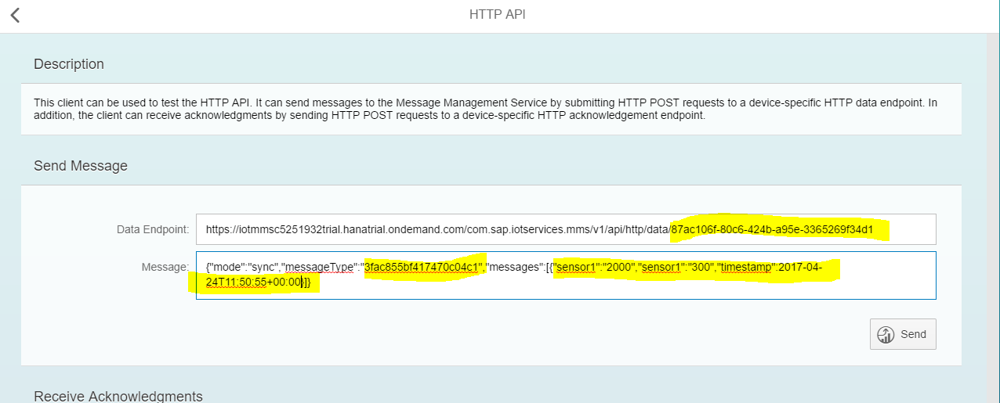 HTTP API
Description
This client can be used to test the HTTP API. It can send messages to the Message Management Service by submitting HTTP POST requests to a device-specific HTTP data endpoint. In
addition, the client can receive acknowledgments by sending HTTP POST requests to a device-specific HTTP acknowledgement endpoint.
Send Message
Data Endpoint: https://iotmmsc5251932trial.hanatrial.ondemand.com/com.sap.iotservices.mms/v1/api/http/data/87ac106f-80c6-424b-a95e-3365269f34d1
Message: {"mode":"sync","messageType":"3fac855bf417470c04c1","messages":[{"sensor1":"2000","sensor1":"300","timestamp":2017-04-
24T11:50:55+00:00}]}
Send
Receive Acknowledgments